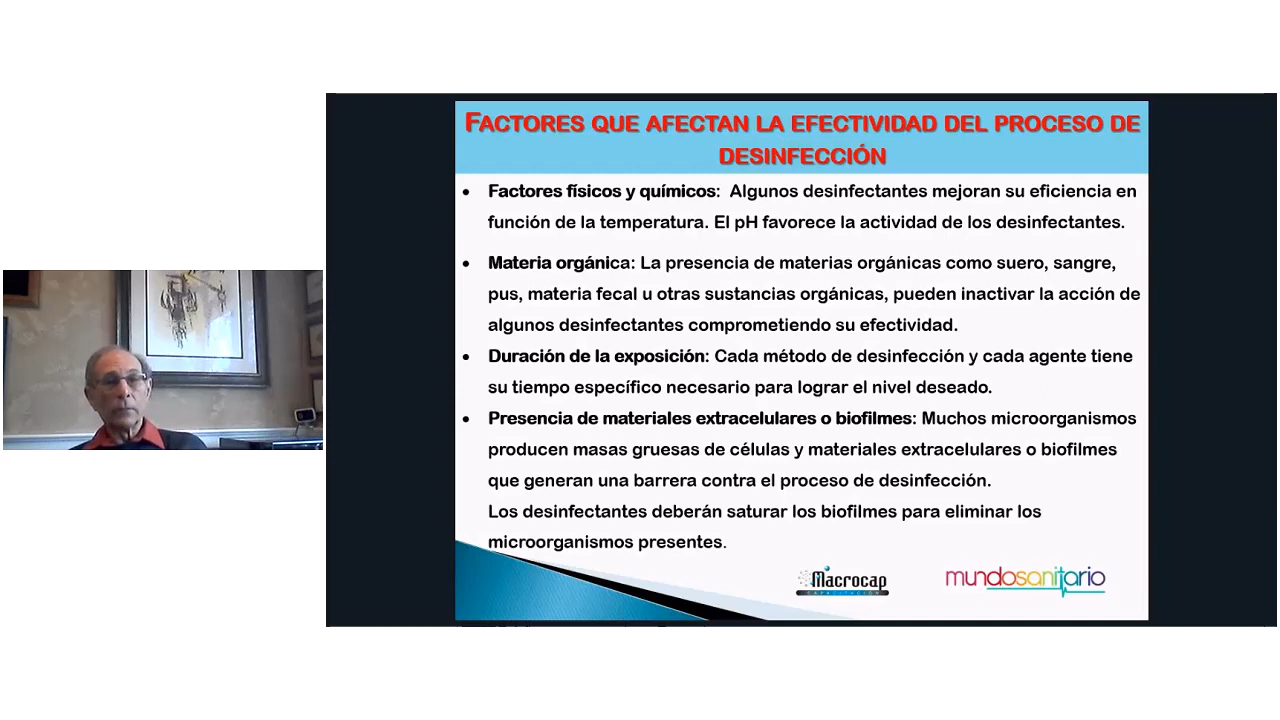 FACTORES QUE AFECTAN LA EFECTIVIDAD DEL PROCESO DE
DESINFECCIÓN
• Factores físicos y químicos:  Algunos desinfectantes mejoran su eficiencia en
función de la temperatura. El pH favorece la actividad de los desinfectantes.
• Materia orgánica: La presencia de materias orgánicas como suero, sangre,
pus, materia fecal u otras sustancias orgánicas, pueden inactivar la acción de
algunos desinfectantes comprometiendo su efectividad.
• Duración de la exposición: Cada método de desinfección y cada agente tiene
su tiempo específico necesario para lograr el nivel deseado.
• Presencia de materiales extracelulares o biofilmes: Muchos microorganismos
producen masas gruesas de células y materiales extracelulares o biofilmes
que generan una barrera contra el proceso de desinfección.
Los desinfectantes deberán saturar los biofilmes para eliminar los
microorganismos presentes.
Macrocap
CAPACITACIÓN
mundosanitario